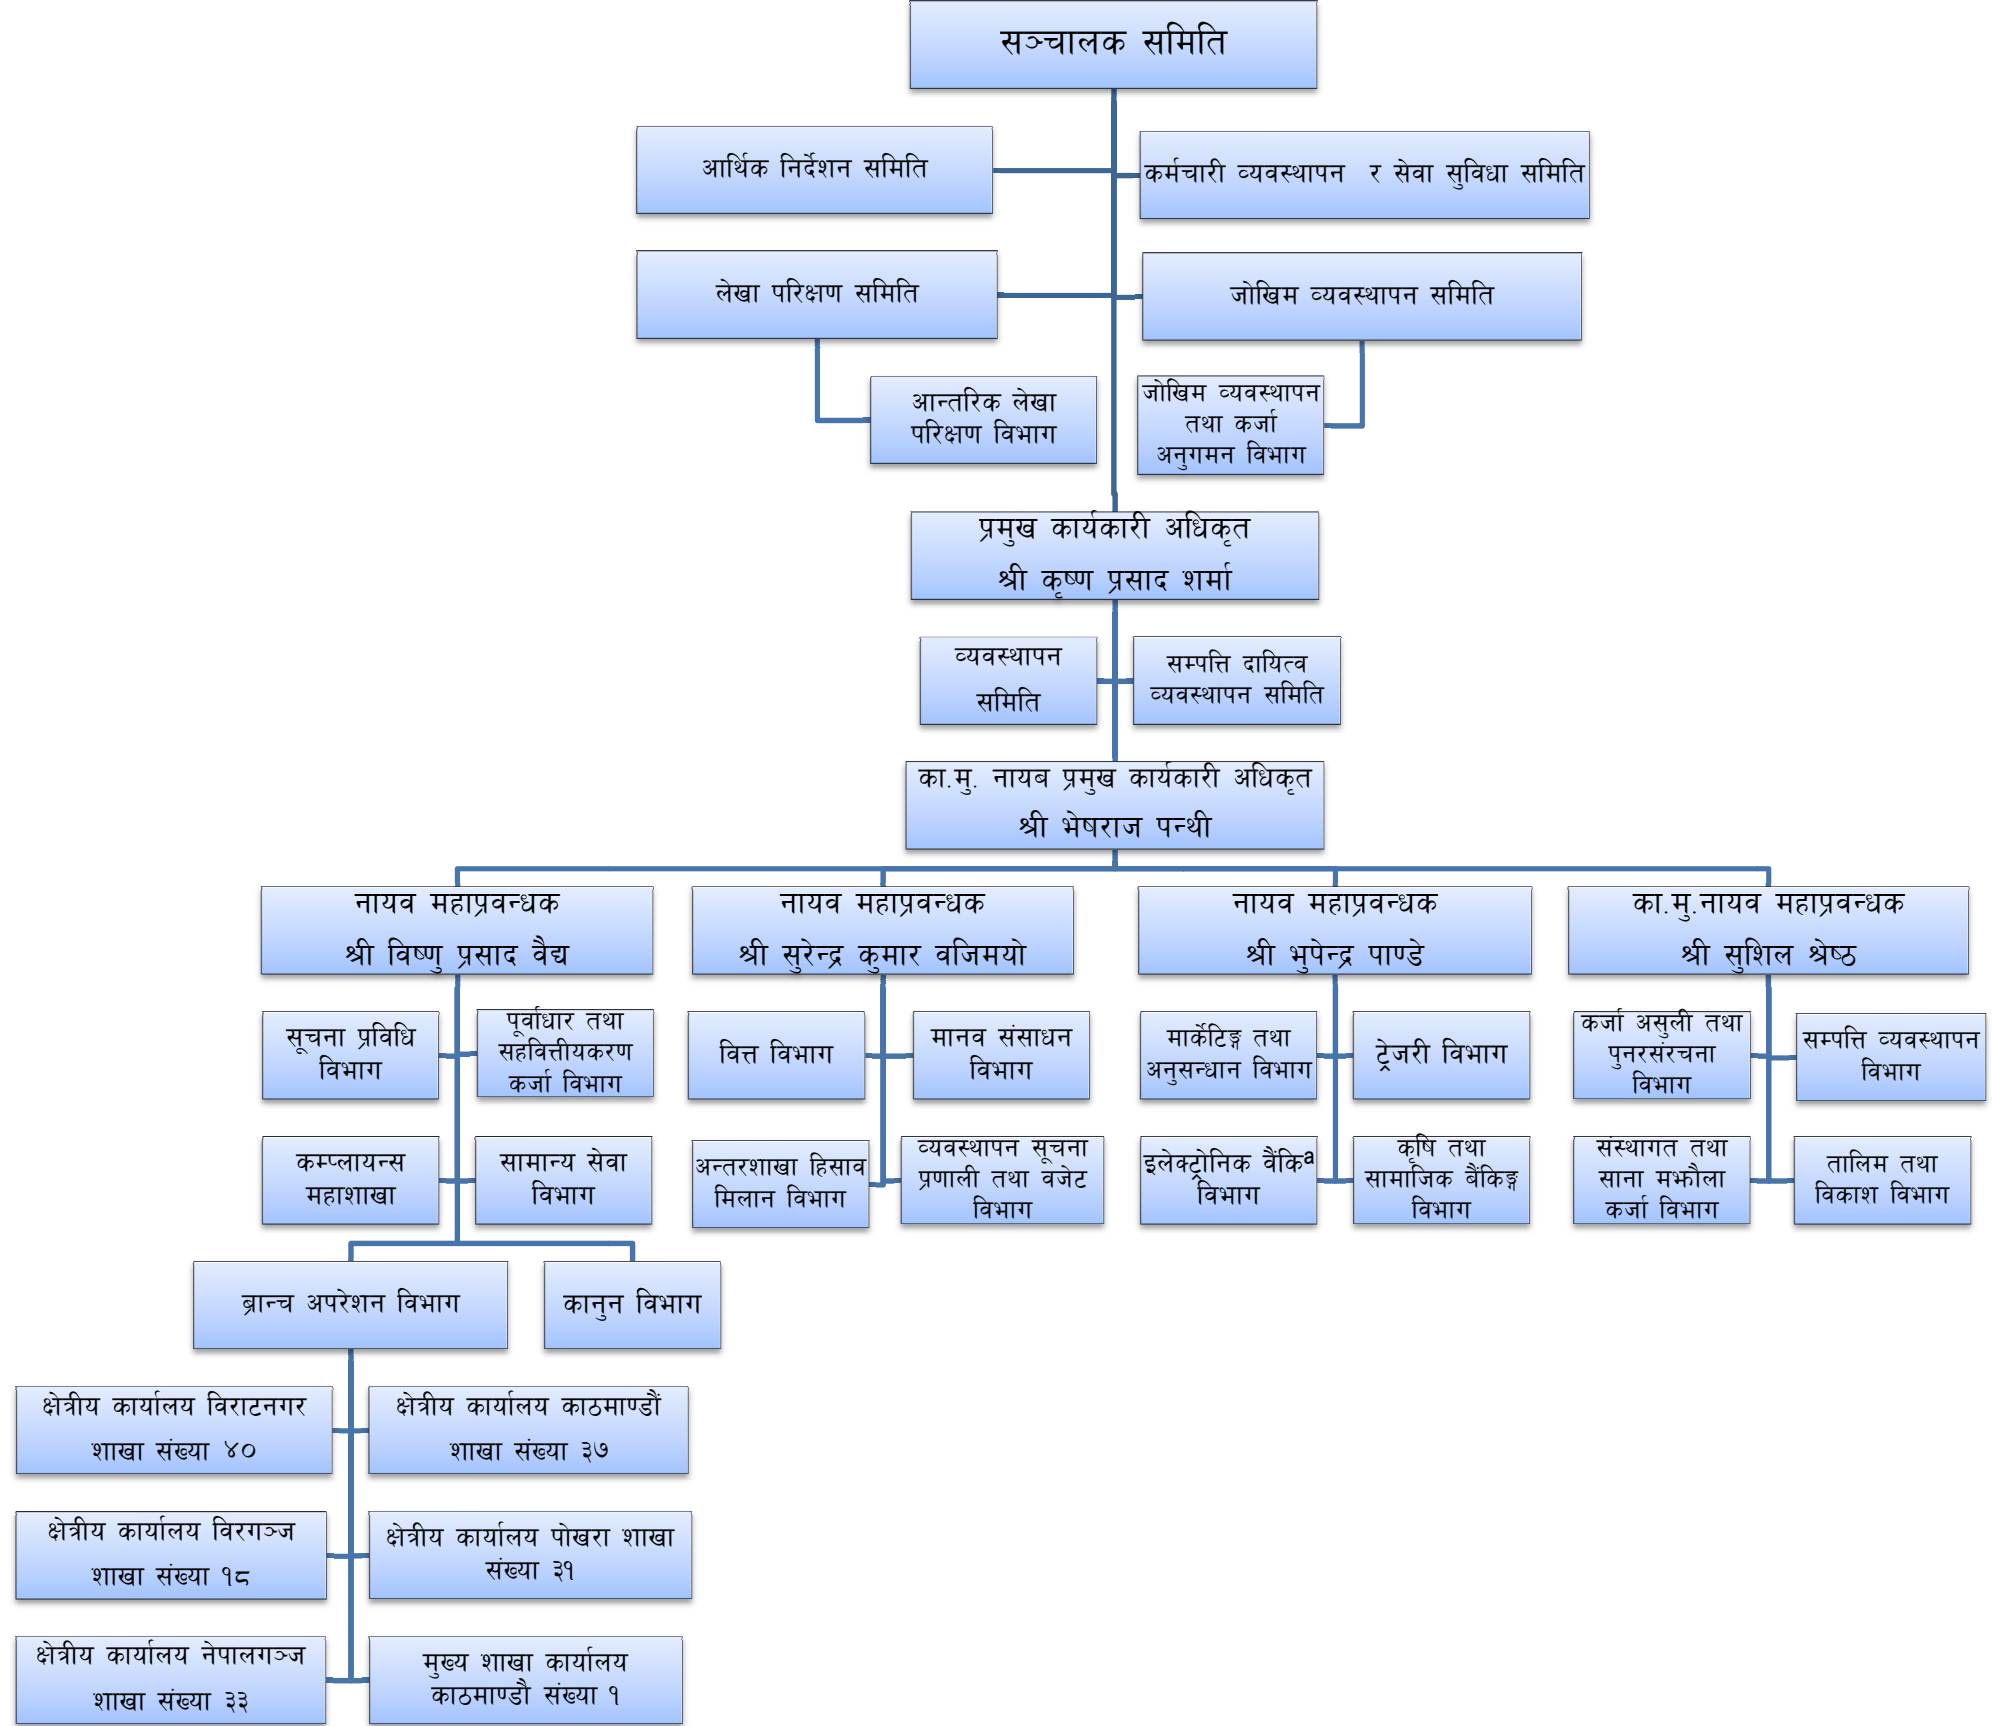 सञ्चालक समिति
आर्थिक निर्देशन समिति
कर्मचारी व्यवस्थापन र सेवा सुविधा समिति
लेखा परिक्षण समिति
जोखिम व्यवस्थापन समिति
आन्तरिक लेखा
परिक्षण विभाग
जोखिम व्यवस्थापन
तथा कर्जा
अनुगमन विभाग
प्रमुख कार्यकारी अधिकृत
श्री कृष्ण प्रसाद शर्मा
व्यवस्थापन
समिति
सम्पत्ति दायित्व
व्यवस्थापन समिति
का.मु. नायब प्रमुख कार्यकारी अधिकृत
श्री भेषराज पन्थी
नायव महाप्रवन्धक
श्री विष्णु प्रसाद वैद्य
नायव महाप्रवन्धक
श्री सुरेन्द्र कुमार वजिमयो
नायव महाप्रवन्धक
श्री भुपेन्द्र पाण्डे
का.मु.नायव महाप्रवन्धक
श्री सुशिल श्रेष्ठ
सूचना प्रविधि
विभाग
पूर्वाधार तथा
सहवित्तीयकरण
कर्जा विभाग
वित्त विभाग
मानव संसाधन
विभाग
मार्केटिङ्ग तथा
अनुसन्धान विभाग
ट्रेजरी विभाग
कर्जा असुली तथा
पुनरसंरचना
विभाग
सम्पत्ति व्यवस्थापन
विभाग
कम्प्लायन्स
महाशाखा
सामान्य सेवा
विभाग
अन्तरशाखा हिसाव
मिलान विभाग
व्यवस्थापन सूचना
प्रणाली तथा वजेट
विभाग
इलेक्ट्रोनिक वैंकिª
विभाग
कृषि तथा
सामाजिक बैंकिङ्ग
विभाग
संस्थागत तथा
साना मझौला
कर्जा विभाग
तालिम तथा
विकाश विभाग
ब्रान्च अपरेशन विभाग
कानुन विभाग
क्षेत्रीय कार्यालय विराटनगर
शाखा संख्या ४०
क्षेत्रीय कार्यालय काठमाण्डौं
शाखा संख्या ३७
क्षेत्रीय कार्यालय विरगञ्ज
शाखा संख्या १८
क्षेत्रीय कार्यालय पोखरा शाखा
संख्या ३१
क्षेत्रीय कार्यालय नेपालगञ्ज
शाखा संख्या ३३
मुख्य शाखा कार्यालय
काठमाण्डौ संख्या १